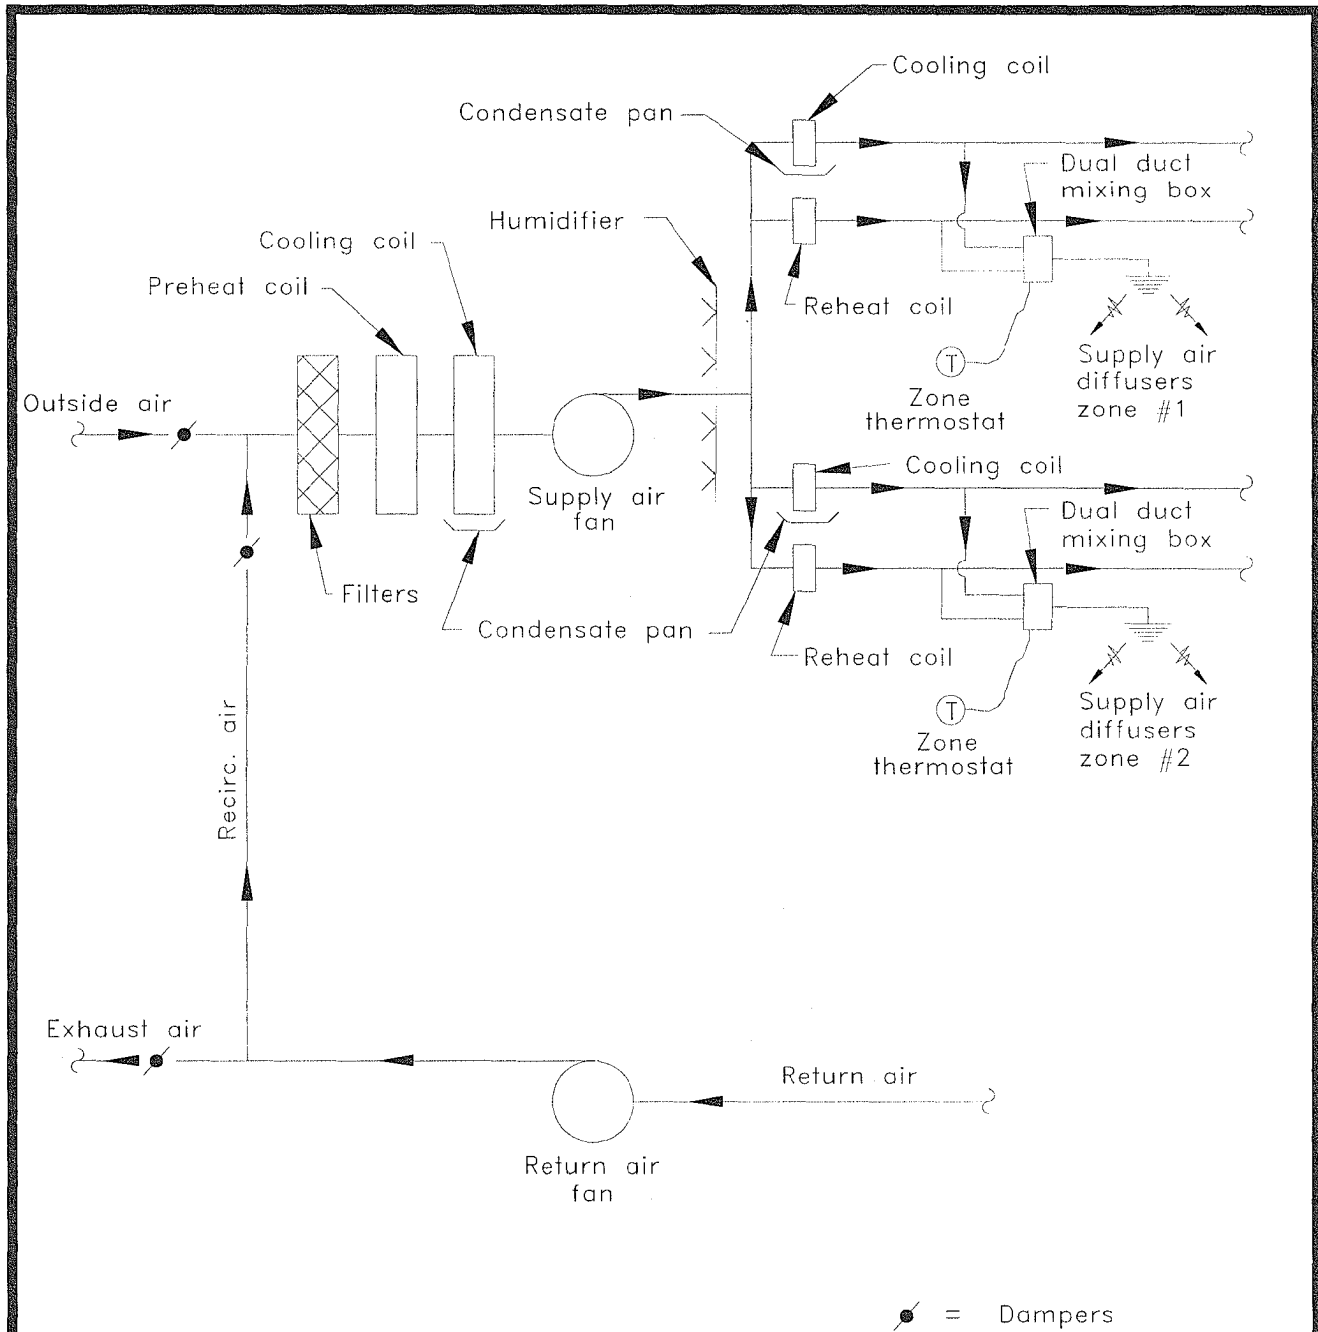 Cooling coil
Condensate pan
Dual duct
mixing box
Humidifier
Cooling coil
Preheat coil
Reheat coil
Supply air
diffusers
zone #1
T
Zone
thermostat
Outside air
Cooling coil
Supply air
fan
Dual duct
mixing box
Filters
Condensate pan
Reheat coil
Supply air
diffusers
zone #2
T
Zone
thermostat
Recirc. air
Exhaust air
Return air
Return air
fan
= Dampers